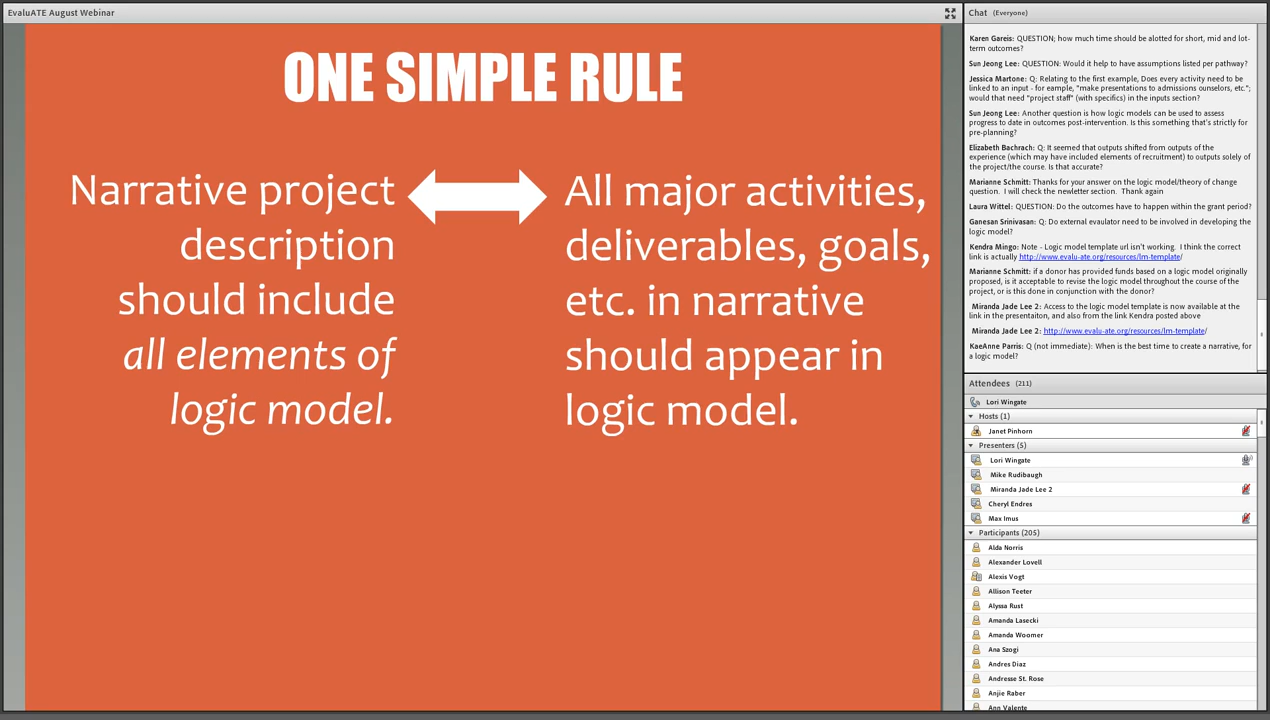 EvaluATE August Webinar
ONE SIMPLE RULE
Narrative project
description
should include
all elements of
logic model.
All major activities,
deliverables, goals,
etc. in narrative
should appear in
logic model.
Chat (Everyone)
Karen Gareis: QUESTION; how much time should be alotted for short, mid and lot-
term outcomes?
Sun Jeong Lee: QUESTION: Would it help to have assumptions listed per pathway?
Jessica Martone: Q: Relating to the first example, Does every activity need to be
linked to an input - for eample, "make presentations to admissions ounselors, etc.";
would that need "project staff" (with specifics) in the inputs section?
Sun Jeong Lee: Another question is how logic models can be used to assess
progress to date in outcomes post-intervention. Is this something that's strictly for
pre-planning?
Elizabeth Bachrach: Q: It seemed that outputs shifted from outputs of the
experience (which may have included elements of recruitment) to outputs solely of
the project/the course. Is that accurate?
Marianne Schmitt: Thanks for your answer on the logic model/theory of change
question. I will check the newletter section. Thank again
Laura Wittel: QUESTION: Do the outcomes have to happen within the grant period?
Ganesan Srinivasan: Q: Do external evaulator need to be involved in developing the
logic model?
Kendra Mingo: Note - Logic model template url isn't working. I think the correct
link is actually http://www.evalu-ate.org/resources/lm-template/
Marianne Schmitt: if a donor has provided funds based on a logic model originally
proposed, is it acceptable to revise the logic model throughout the course of the
project, or is this done in conjunction with the donor?
Miranda Jade Lee 2: Access to the logic model template is now available at the
link in the presentaiton, and also from the link Kendra posted above
Miranda Jade Lee 2: http://www.evalu-ate.org/resources/lm-template/
KaeAnne Parris: Q (not immediate): When is the best time to create a narrative, for
a logic model?
Attendees (211)
Lori Wingate
Hosts (1)
Janet Pinhorn
Presenters (5)
Lori Wingate
Mike Rudibaugh
Miranda Jade Lee 2
Cheryl Endres
Max Imus
Participants (205)
Alda Norris
Alexander Lovell
Alexis Vogt
Allison Teeter
Alyssa Rust
Amanda Lasecki
Amanda Woomer
Ana Szogi
Andres Diaz
Andresse St. Rose
Anjie Raber
Ann Valente